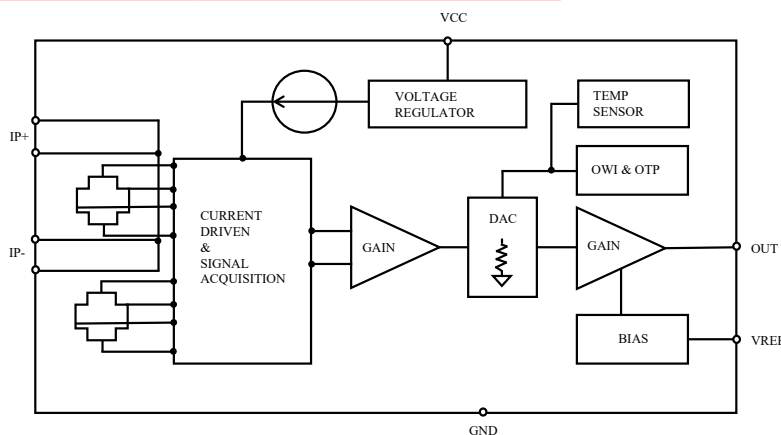 VCC
VOLTAGE
REGULATOR
TEMP
SENSOR
IP+
OWI & OTP
CURRENT
DRIVEN
&
SIGNAL
ACQUISITION
DAC
GAIN
GAIN
IP-
OUT
BIAS
VREF
GND